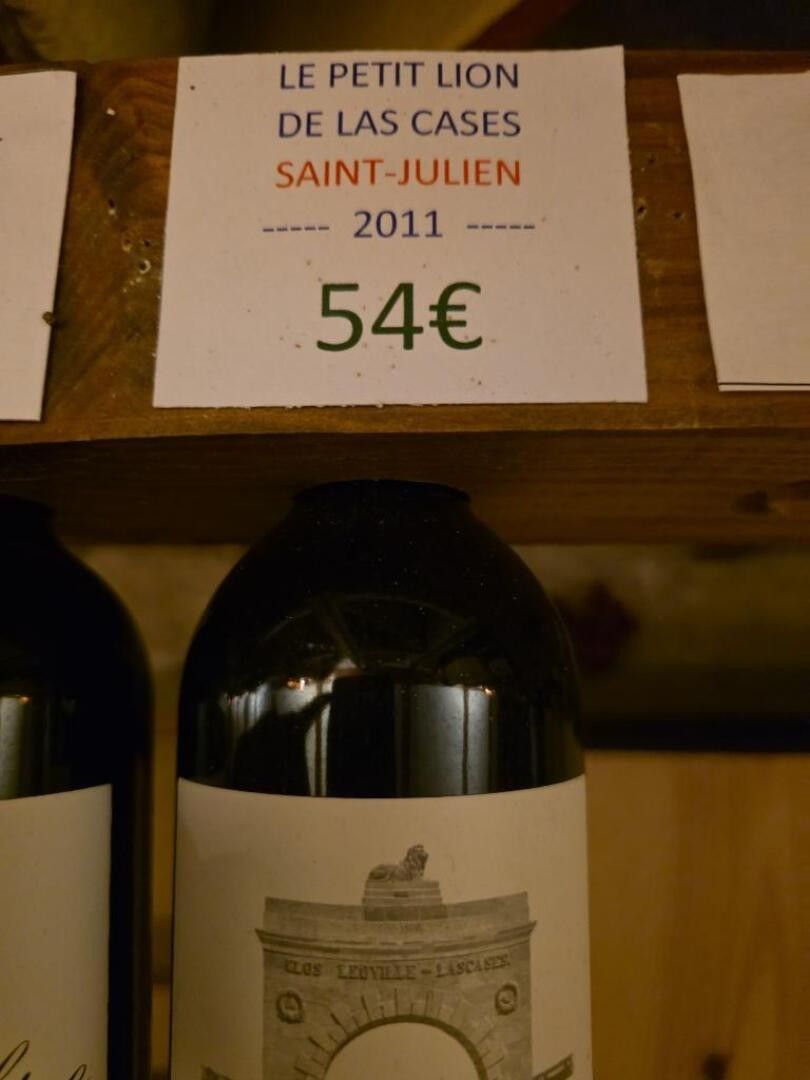 LE PETIT LION
DE LAS CASES
SAINT-JULIEN
----- 2011 -----
54€
CLOS LEOVILLE-LASCASES.